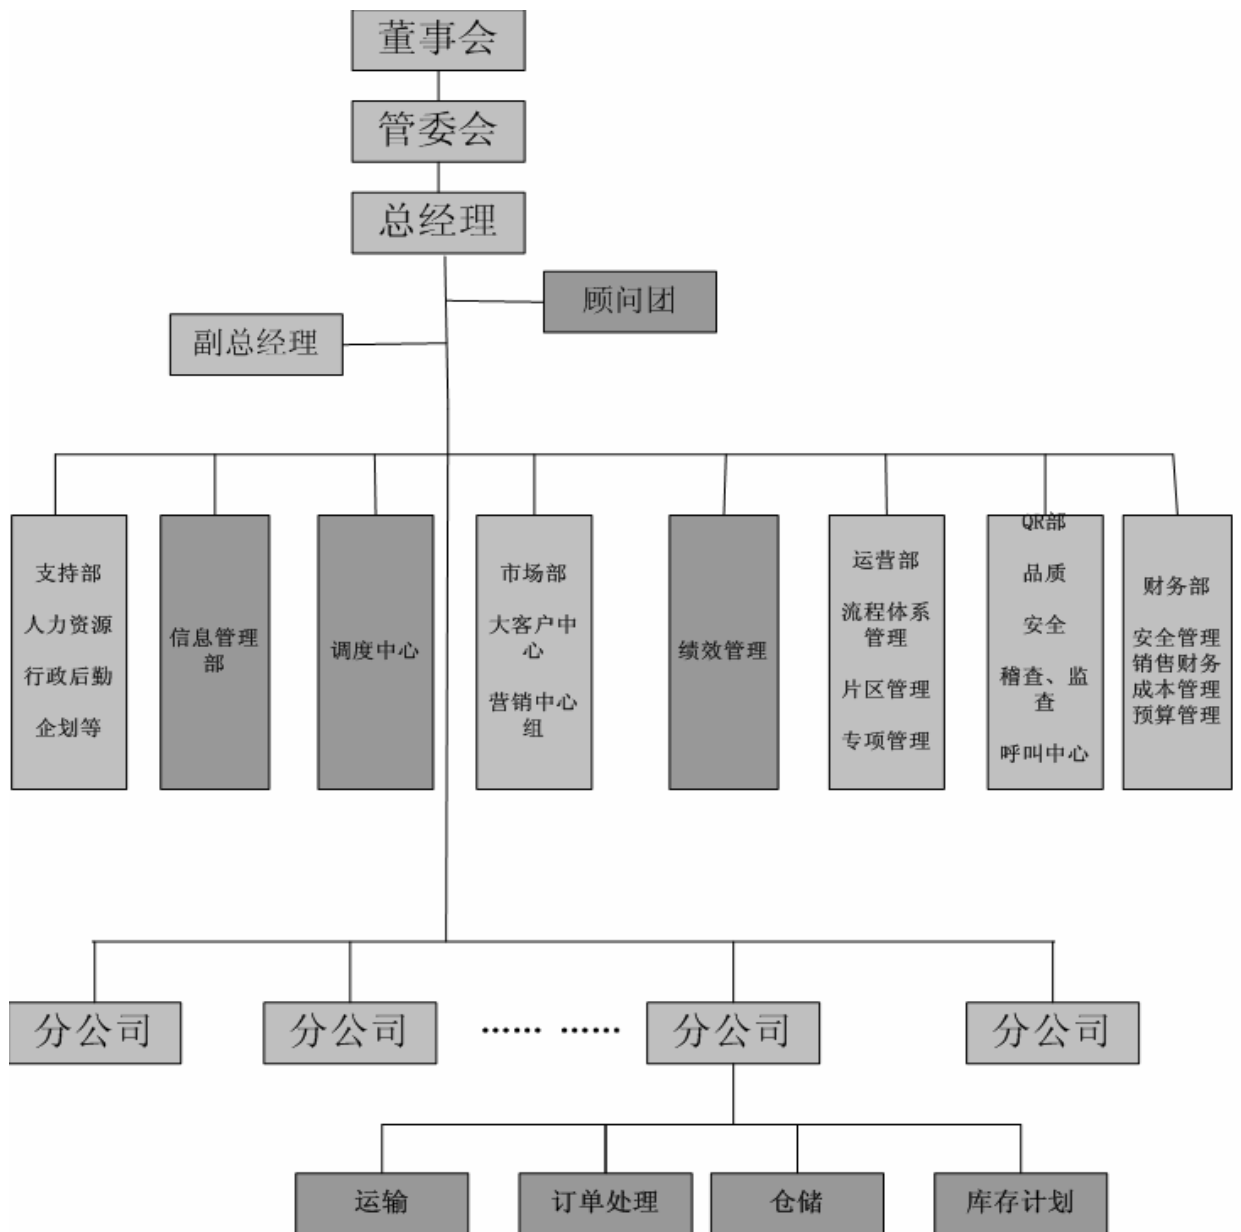 董事会
管委会
总经理
顾问团
副总经理
支持部
人力资源
行政后勤
企划等
信息管理
部
调度中心
市场部
大客户中
心
营销中心
组
绩效管理
运营部
流程体系
管理
片区管理
专项管理
QR部
品质
安全
稽查、监
查
呼叫中心
财务部
安全管理
销售财务
成本管理
预算管理
分公司
分公司
…… ……
分公司
分公司
运输
订单处理
仓储
库存计划